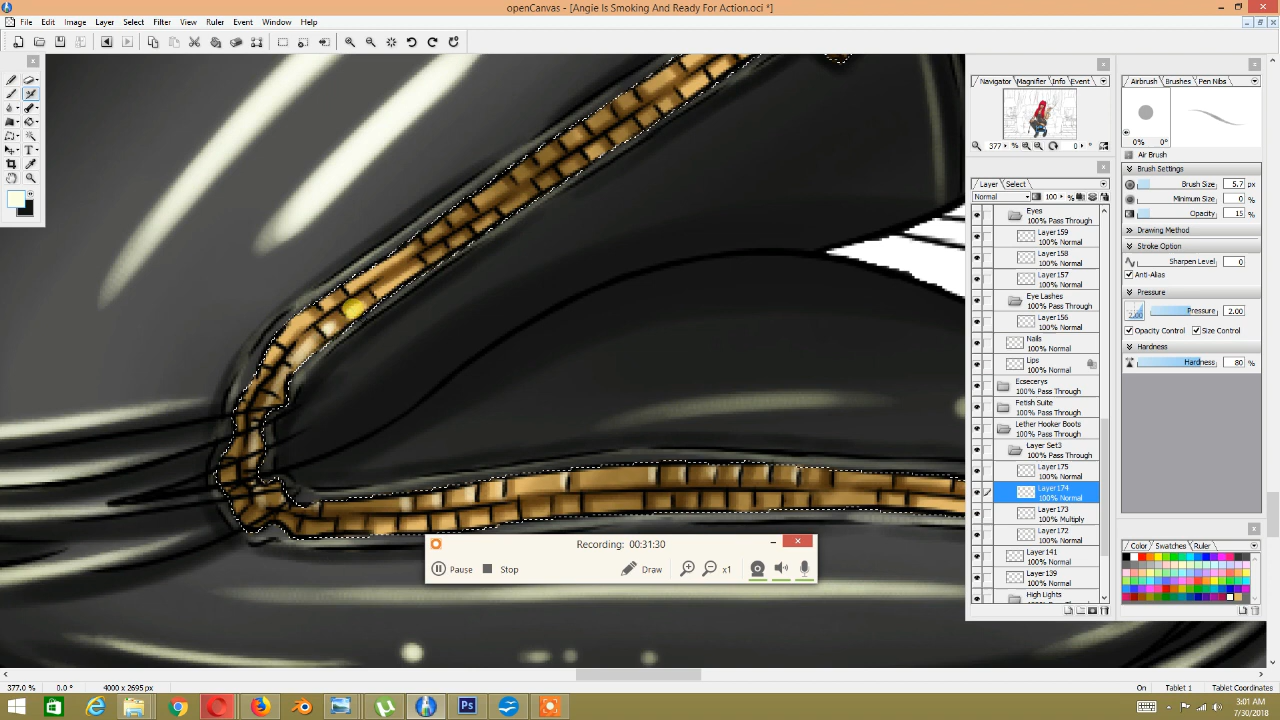 openCanvas - [Angie Is Smoking And Ready For Action.oci *]
File Edit Image Layer Select Filter View Ruler Event Window Help
Navigator Magnifier Info Event
377 % 0 °
Layer Select
Normal 100 %
Eyes
100% Pass Through
Layer159
100% Normal
Layer158
100% Normal
Layer157
100% Normal
Eye Lashes
100% Pass Through
Layer156
100% Normal
Nails
100% Normal
Lips
100% Normal
Ecsecerys
100% Pass Through
Fetish Suite
100% Pass Through
Lether Hooker Boots
100% Pass Through
Layer Set3
100% Pass Through
Layer175
100% Normal
Layer174
100% Normal
Layer173
100% Multiply
Layer172
100% Normal
Layer141
100% Normal
Layer139
100% Normal
High Lights
Airbrush Brushes Pen Nibs
0% 0°
Air Brush
Brush Settings
Brush Size 5.7 px
Minimum Size 0 %
Opacity 15 %
Drawing Method
Stroke Option
Sharpen Level 0
Anti-Alias
Pressure
2.00 Pressure 2.00
Opacity Control Size Control
Hardness
Hardness 80 %
Color Swatches Ruler
Recording: 00:31:30
Pause Stop Draw x1
377.0 % 0.0 ° 4000 x 2695 px On Tablet 1 Tablet Coordinates
Ps
3:01 AM
7/30/2018